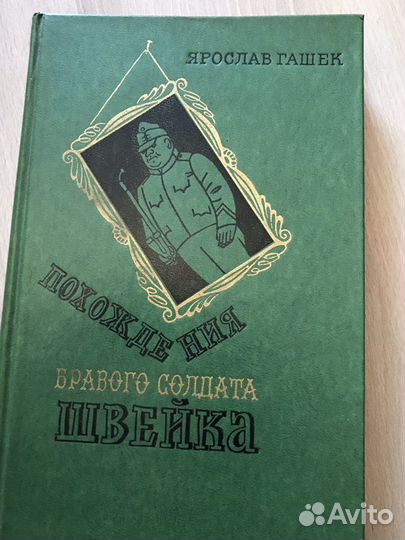 ЯРОСЛАВ ГАШЕК
ПОХОЖДЕНИЯ
БРАВОГО СОЛДАТА
ШВЕЙКА
Avito